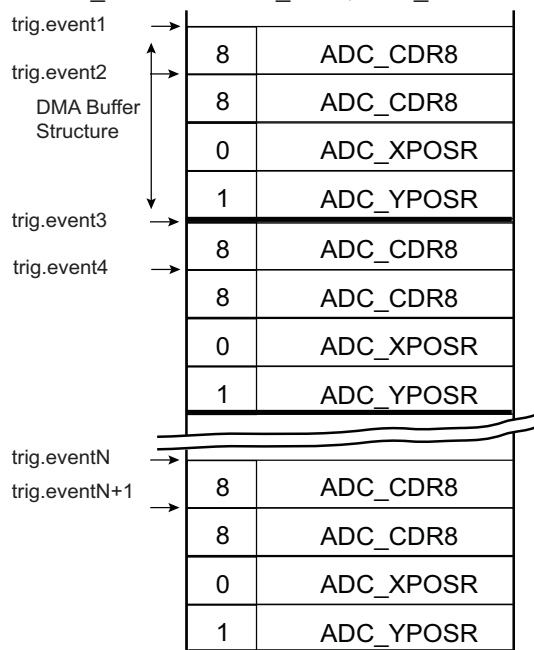 trig.event1
8 ADC_CDR8
trig.event2
8 ADC_CDR8
DMA Buffer
Structure
0 ADC_XPOSR
1 ADC_YPOSR
trig.event3
8 ADC_CDR8
trig.event4
8 ADC_CDR8
0 ADC_XPOSR
1 ADC_YPOSR
trig.eventN
8 ADC_CDR8
trig.eventN+1
8 ADC_CDR8
0 ADC_XPOSR
1 ADC_YPOSR